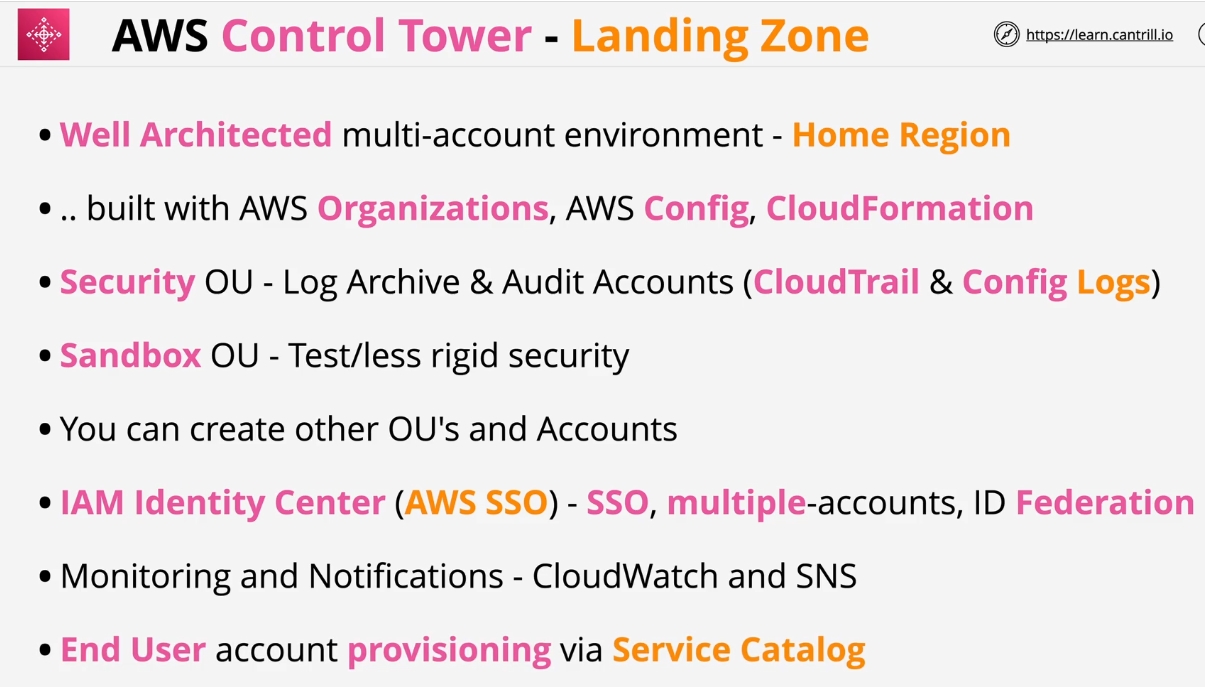 AWS Control Tower - Landing Zone
https://learn.cantrill.io
• Well Architected multi-account environment - Home Region
• .. built with AWS Organizations, AWS Config, CloudFormation
• Security OU - Log Archive & Audit Accounts (CloudTrail & Config Logs)
• Sandbox OU - Test/less rigid security
• You can create other OU's and Accounts
• IAM Identity Center (AWS SSO) - SSO, multiple-accounts, ID Federation
• Monitoring and Notifications - CloudWatch and SNS
• End User account provisioning via Service Catalog